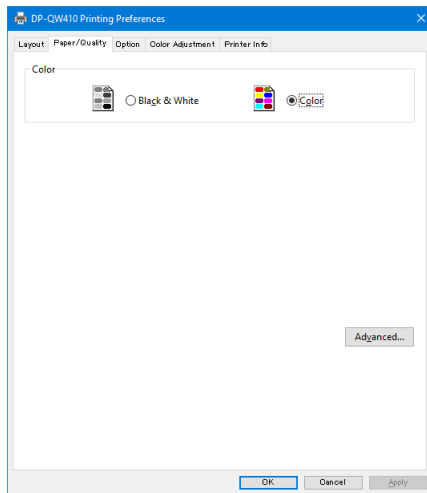 DP-QW410 Printing Preferences
Layout Paper/Quality Option Color Adjustment Printer Info
Color
Black & White Color
Advanced...
OK Cancel Apply